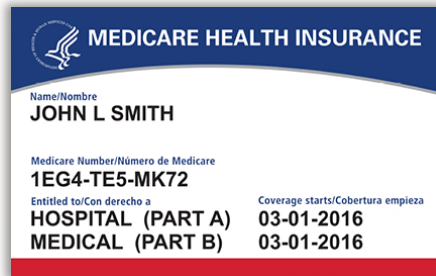 MEDICARE HEALTH INSURANCE
Name/Nombre
JOHN L SMITH
Medicare Number/Número de Medicare
1EG4-TE5-MK72
Entitled to/Con derecho a Coverage starts/Cobertura empieza
HOSPITAL (PART A) 03-01-2016
MEDICAL (PART B) 03-01-2016